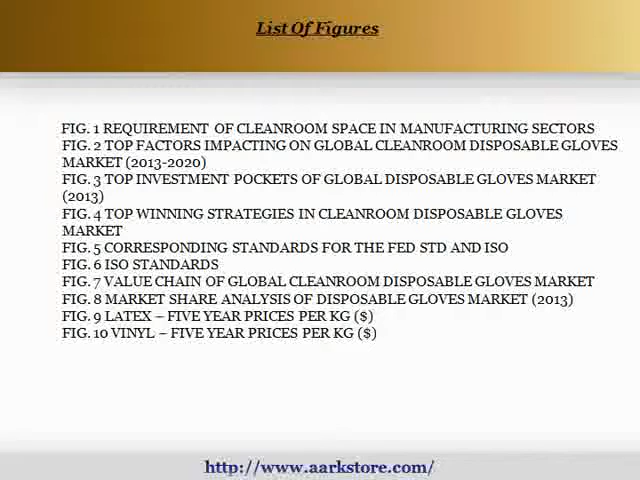 List Of Figures
FIG. 1 REQUIREMENT OF CLEANROOM SPACE IN MANUFACTURING SECTORS
FIG. 2 TOP FACTORS IMPACTING ON GLOBAL CLEANROOM DISPOSABLE GLOVES
MARKET (2013-2020)
FIG. 3 TOP INVESTMENT POCKETS OF GLOBAL DISPOSABLE GLOVES MARKET
(2013)
FIG. 4 TOP WINNING STRATEGIES IN CLEANROOM DISPOSABLE GLOVES
MARKET
FIG. 5 CORRESPONDING STANDARDS FOR THE FED STD AND ISO
FIG. 6 ISO STANDARDS
FIG. 7 VALUE CHAIN OF GLOBAL CLEANROOM DISPOSABLE GLOVES MARKET
FIG. 8 MARKET SHARE ANALYSIS OF DISPOSABLE GLOVES MARKET (2013)
FIG. 9 LATEX – FIVE YEAR PRICES PER KG ($)
FIG. 10 VINYL – FIVE YEAR PRICES PER KG ($)
http://www.aarkstore.com/